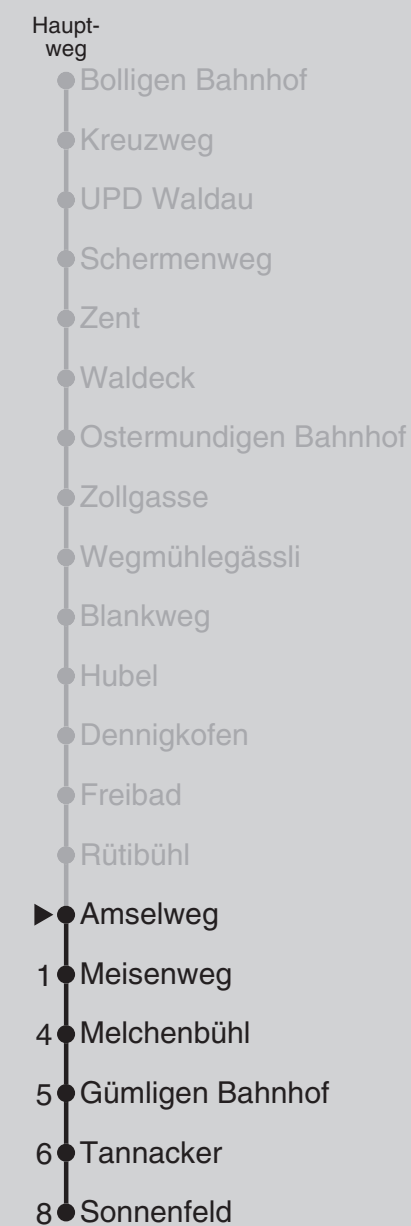 Haupt-
weg
Bolligen Bahnhof
Kreuzweg
UPD Waldau
Schermenweg
Zent
Waldeck
Ostermundigen Bahnhof
Zollgasse
Wegmühlegässli
Blankweg
Hubel
Dennigkofen
Freibad
Rütibühl
Amselweg
1 Meisenweg
4 Melchenbühl
5 Gümligen Bahnhof
6 Tannacker
8 Sonnenfeld